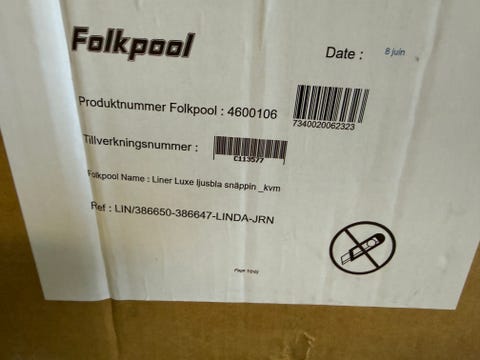 Folkpool
Date : 8 juin
Produktnummer Folkpool : 4600106
7340020062323
Tillverkningsnummer :
C113577
Folkpool Name : Liner Luxe ljusbla snäppin _kvm
Ref : LIN/386650-386647-LINDA-JRN